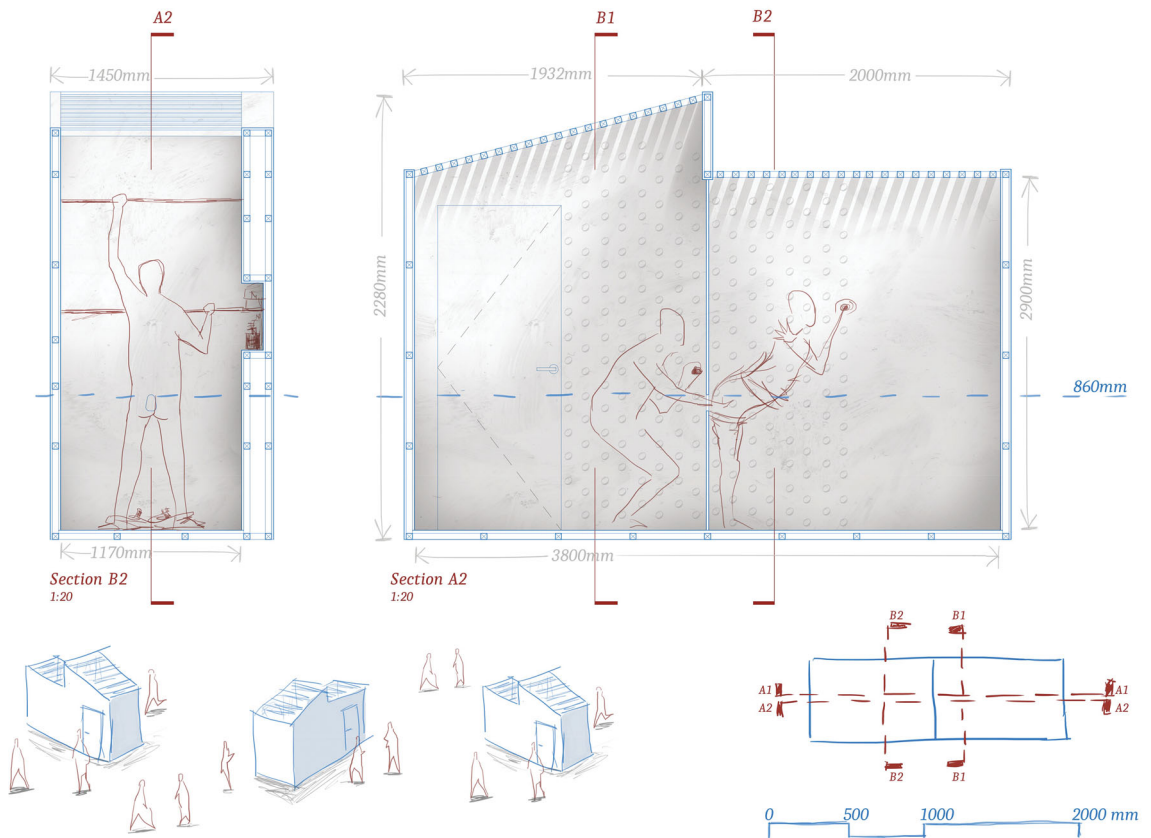 A2
B1
B2
1450mm
1932mm
2000mm
2280mm
2900mm
860mm
1170mm
3800mm
Section B2
1:20
Section A2
1:20
B2
B1
A1
A1
A2
A2
B2
B1
0
500
1000
2000 mm